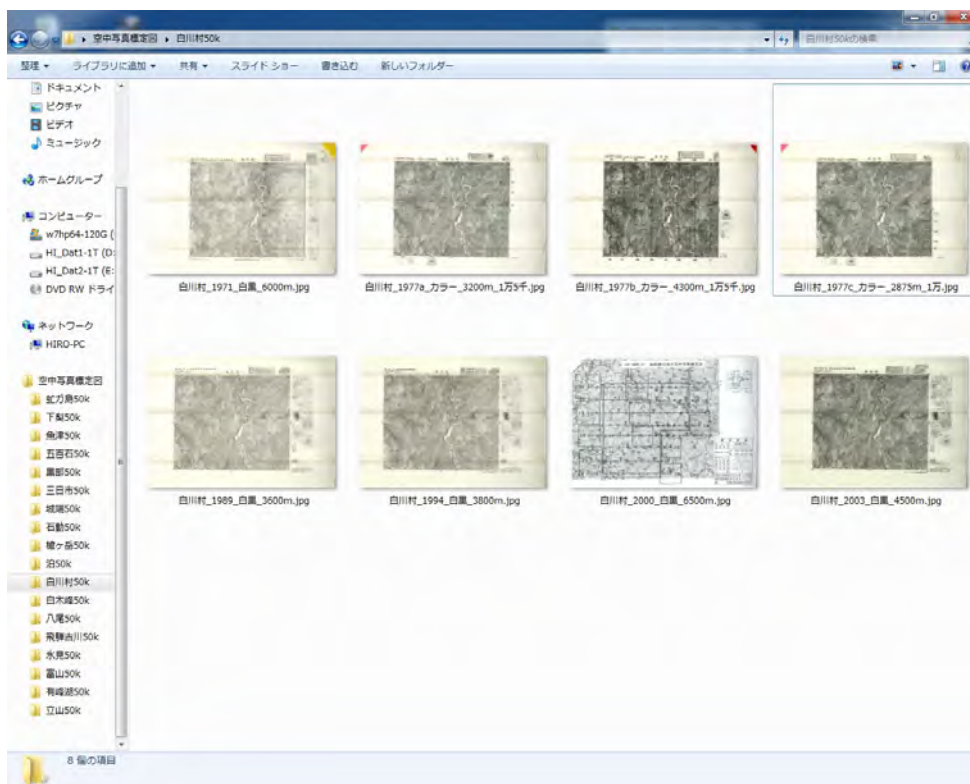 空中写真標定図 ▸ 白川村50k
白川村50kの検索
整理 ライブラリに追加 共有 スライド ショー 書き込む 新しいフォルダー
ドキュメント
ピクチャ
ビデオ
ミュージック
ホームグループ
コンピューター
w7hp64-120G (
HI_Dat1-1T (D:
HI_Dat2-1T (E:
DVD RW ドライ
ネットワーク
HIRO-PC
空中写真標定図
虻ガ島50k
下梨50k
魚津50k
五百石50k
黒部50k
三日市50k
城端50k
石動50k
槍ヶ岳50k
泊50k
白川村50k
白木峰50k
八尾50k
飛騨古川50k
氷見50k
富山50k
有峰湖50k
立山50k
白川村_1971_白黒_6000m.jpg
白川村_1977a_カラー_3200m_1万5千.jpg
白川村_1977b_カラー_4300m_1万5千.jpg
白川村_1977c_カラー_2875m_1万.jpg
白川村_1989_白黒_3600m.jpg
白川村_1994_白黒_3800m.jpg
白川村_2000_白黒_6500m.jpg
白川村_2003_白黒_4500m.jpg
8 個の項目